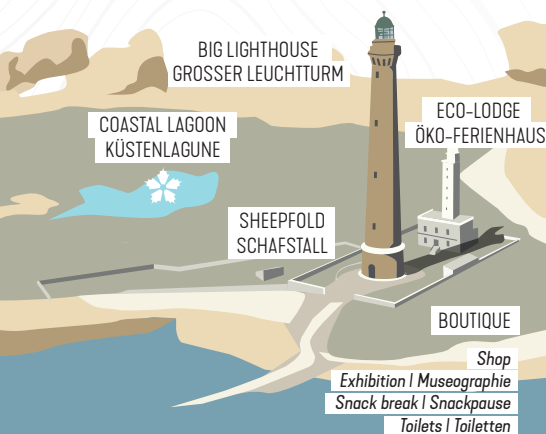 BIG LIGHTHOUSE
GROSSER LEUCHTTURM
ECO-LODGE
ÖKO-FERIENHAUS
COASTAL LAGOON
KÜSTENLAGUNE
SHEEPFOLD
SCHAFSTALL
BOUTIQUE
Shop
Exhibition | Museographie
Snack break | Snackpause
Toilets | Toiletten